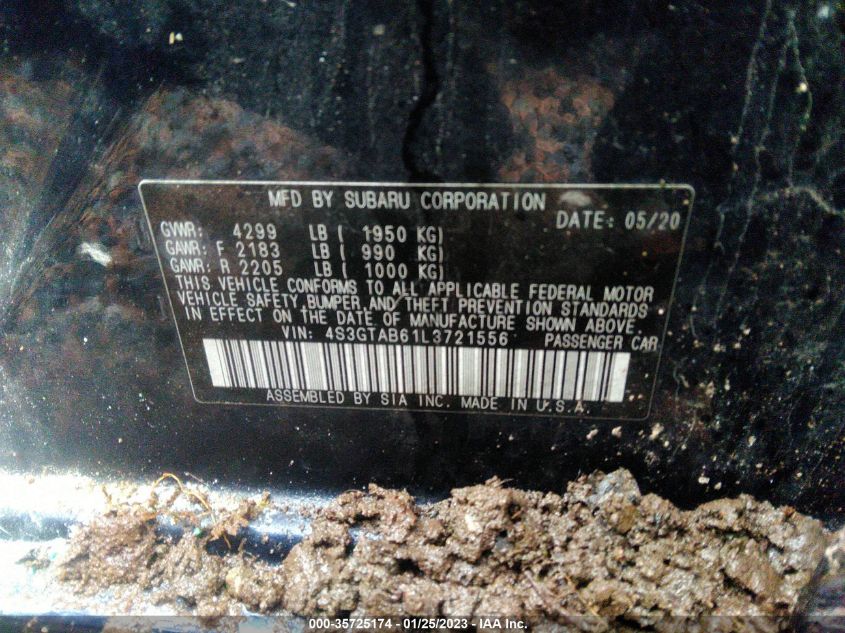 MFD BY SUBARU CORPORATION
DATE: 05/20
GVWR: 4299 LB ( 1950 KG)
GAWR: F 2183 LB ( 990 KG)
GAWR: R 2205 LB ( 1000 KG)
THIS VEHICLE CONFORMS TO ALL APPLICABLE FEDERAL MOTOR
VEHICLE SAFETY, BUMPER, AND THEFT PREVENTION STANDARDS
IN EFFECT ON THE DATE OF MANUFACTURE SHOWN ABOVE.
VIN: 4S3GTAB61L3721556 PASSENGER CAR
ASSEMBLED BY SIA INC. MADE IN U.S.A.
000-35725174 / 01/25/2023 - IAA Inc.